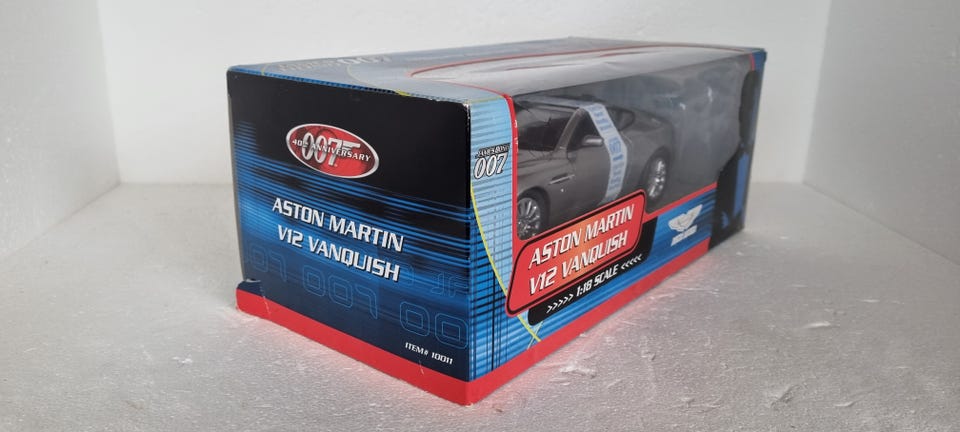 007
40th ANNIVERSARY
ASTON MARTIN
V12 VANQUISH
ITEM# 10011
JAMES BOND
007
ASTON MARTIN
V12 VANQUISH
>>>>> 1:18 SCALE <<<<<
007